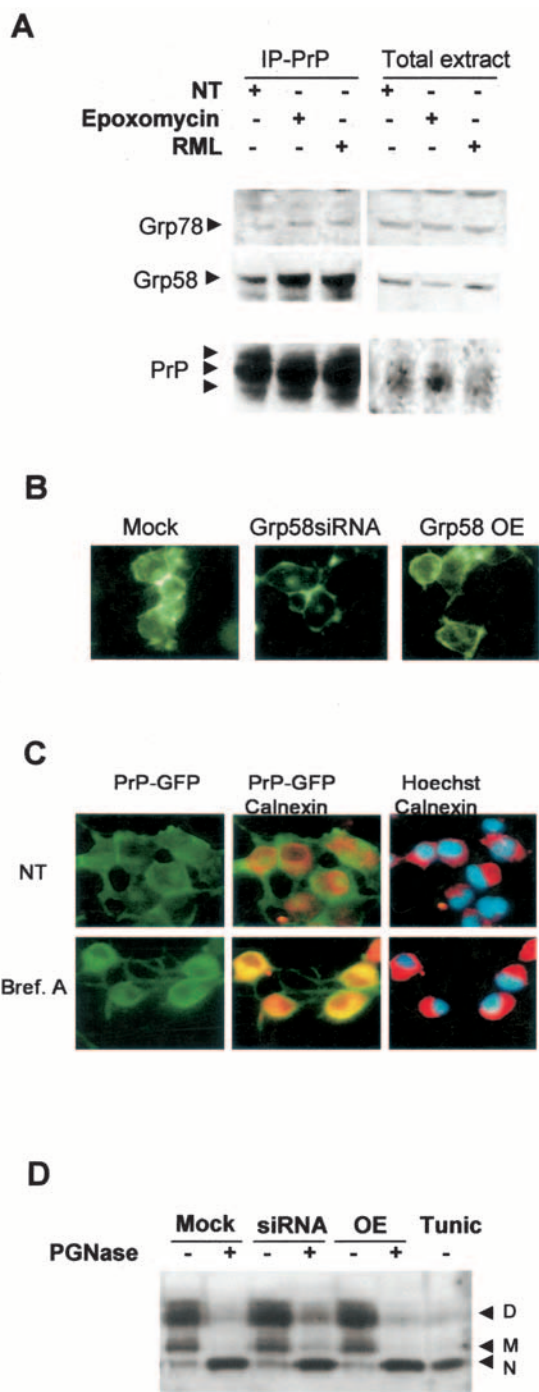 A
IP-PrP Total extract
NT + - - + - -
Epoxomycin - + - - + -
RML - - + - - +
Grp78
Grp58
PrP
B
Mock Grp58siRNA Grp58 OE
C
PrP-GFP PrP-GFP Calnexin Hoechst Calnexin
NT
Bref. A
D
Mock siRNA OE Tunic
PGNase - + - + - + -
D
M
N